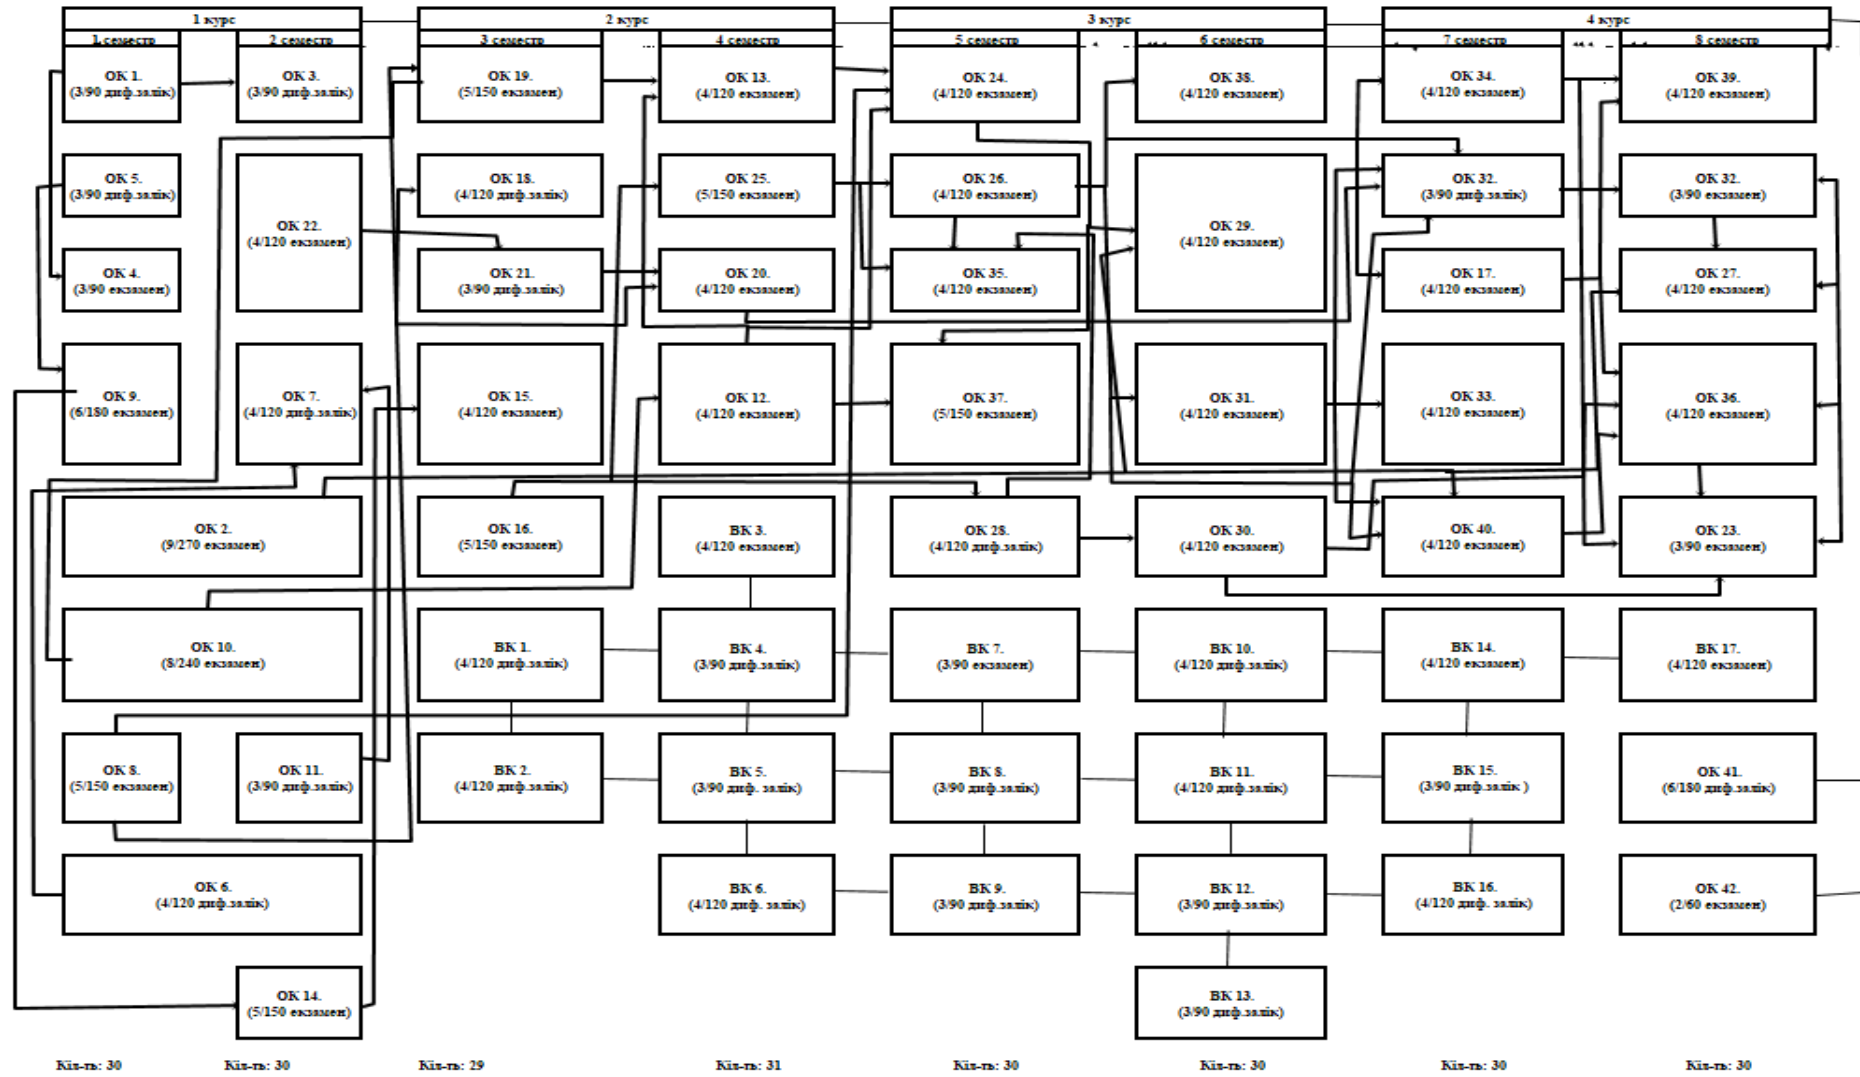 1 курс
2 курс
3 курс
4 курс
1 семестр
2 семестр
3 семестр
4 семестр
5 семестр
6 семестр
7 семестр
8 семестр
ОК 1.
(3/90 диф.залік)
ОК 3.
(3/90 диф.залік)
ОК 19.
(5/150 екзамен)
ОК 13.
(4/120 екзамен)
ОК 24.
(4/120 екзамен)
ОК 38.
(4/120 екзамен)
ОК 34.
(4/120 екзамен)
ОК 39.
(4/120 екзамен)
ОК 5.
(3/90 диф.залік)
ОК 22.
(4/120 екзамен)
ОК 18.
(4/120 диф.залік)
ОК 25.
(5/150 екзамен)
ОК 26.
(4/120 екзамен)
ОК 29.
(4/120 екзамен)
ОК 32.
(3/90 диф.залік)
ОК 32.
(3/90 екзамен)
ОК 4.
(3/90 екзамен)
ОК 21.
(3/90 диф.залік)
ОК 20.
(4/120 екзамен)
ОК 35.
(4/120 екзамен)
ОК 17.
(4/120 екзамен)
ОК 27.
(4/120 екзамен)
ОК 9.
(6/180 екзамен)
ОК 7.
(4/120 диф.залік)
ОК 15.
(4/120 екзамен)
ОК 12.
(4/120 екзамен)
ОК 37.
(5/150 екзамен)
ОК 31.
(4/120 екзамен)
ОК 33.
(4/120 екзамен)
ОК 36.
(4/120 екзамен)
ОК 2.
(9/270 екзамен)
ОК 16.
(5/150 екзамен)
ВК 3.
(4/120 екзамен)
ОК 28.
(4/120 диф.залік)
ОК 30.
(4/120 екзамен)
ОК 40.
(4/120 екзамен)
ОК 23.
(3/90 екзамен)
ОК 10.
(8/240 екзамен)
ВК 1.
(4/120 диф.залік)
ВК 4.
(3/90 диф.залік)
ВК 7.
(3/90 екзамен)
ВК 10.
(4/120 диф.залік)
ВК 14.
(4/120 екзамен)
ВК 17.
(4/120 екзамен)
ОК 8.
(5/150 екзамен)
ОК 11.
(3/90 диф.залік)
ВК 2.
(4/120 диф.залік)
ВК 5.
(3/90 диф. залік)
ВК 8.
(3/90 диф.залік)
ВК 11.
(4/120 диф.залік)
ВК 15.
(3/90 диф.залік )
ОК 41.
(6/180 диф.залік)
ОК 6.
(4/120 диф.залік)
ВК 6.
(4/120 диф. залік)
ВК 9.
(3/90 диф.залік)
ВК 12.
(3/90 диф.залік)
ВК 16.
(4/120 диф. залік)
ОК 42.
(2/60 екзамен)
ОК 14.
(5/150 екзамен)
ВК 13.
(3/90 диф.залік)
Кіл-ть: 30
Кіл-ть: 30
Кіл-ть: 29
Кіл-ть: 31
Кіл-ть: 30
Кіл-ть: 30
Кіл-ть: 30
Кіл-ть: 30